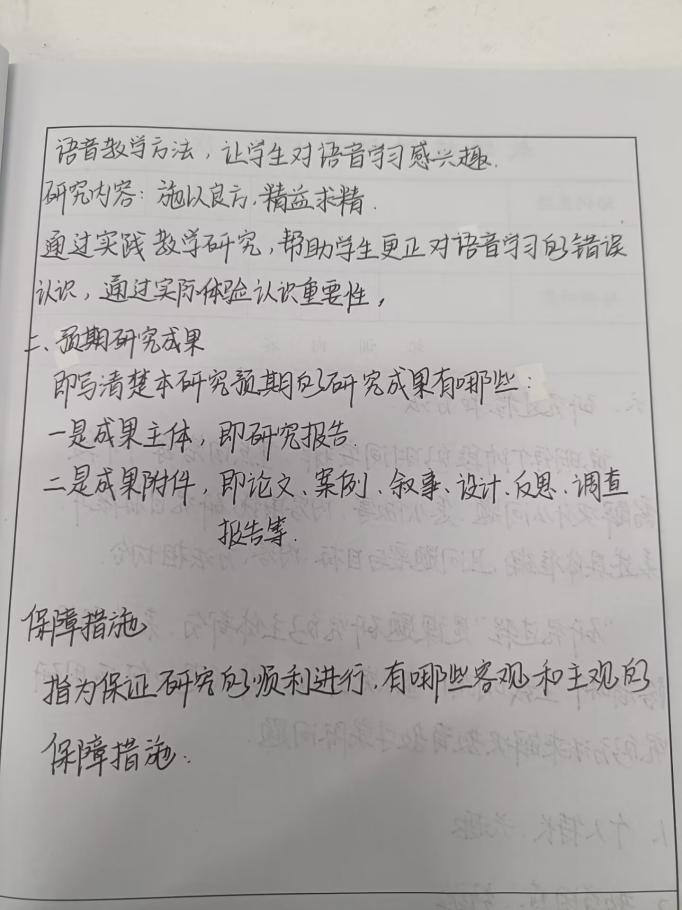 语音教学方法，让学生对语音学习感兴趣.
研究内容：施以良方，精益求精.
通过实践教学研究，帮助学生更正对语音学习的错误
认识，通过实际体验认识重要性，
二、预期研究成果
即写清楚本研究预期的研究成果有哪些：
一是成果主体，即研究报告.
二是成果附件，即论文、案例、叙事、设计、反思、调查
报告等.
保障措施
指为保证研究的顺利进行，有哪些客观和主观的
保障措施.